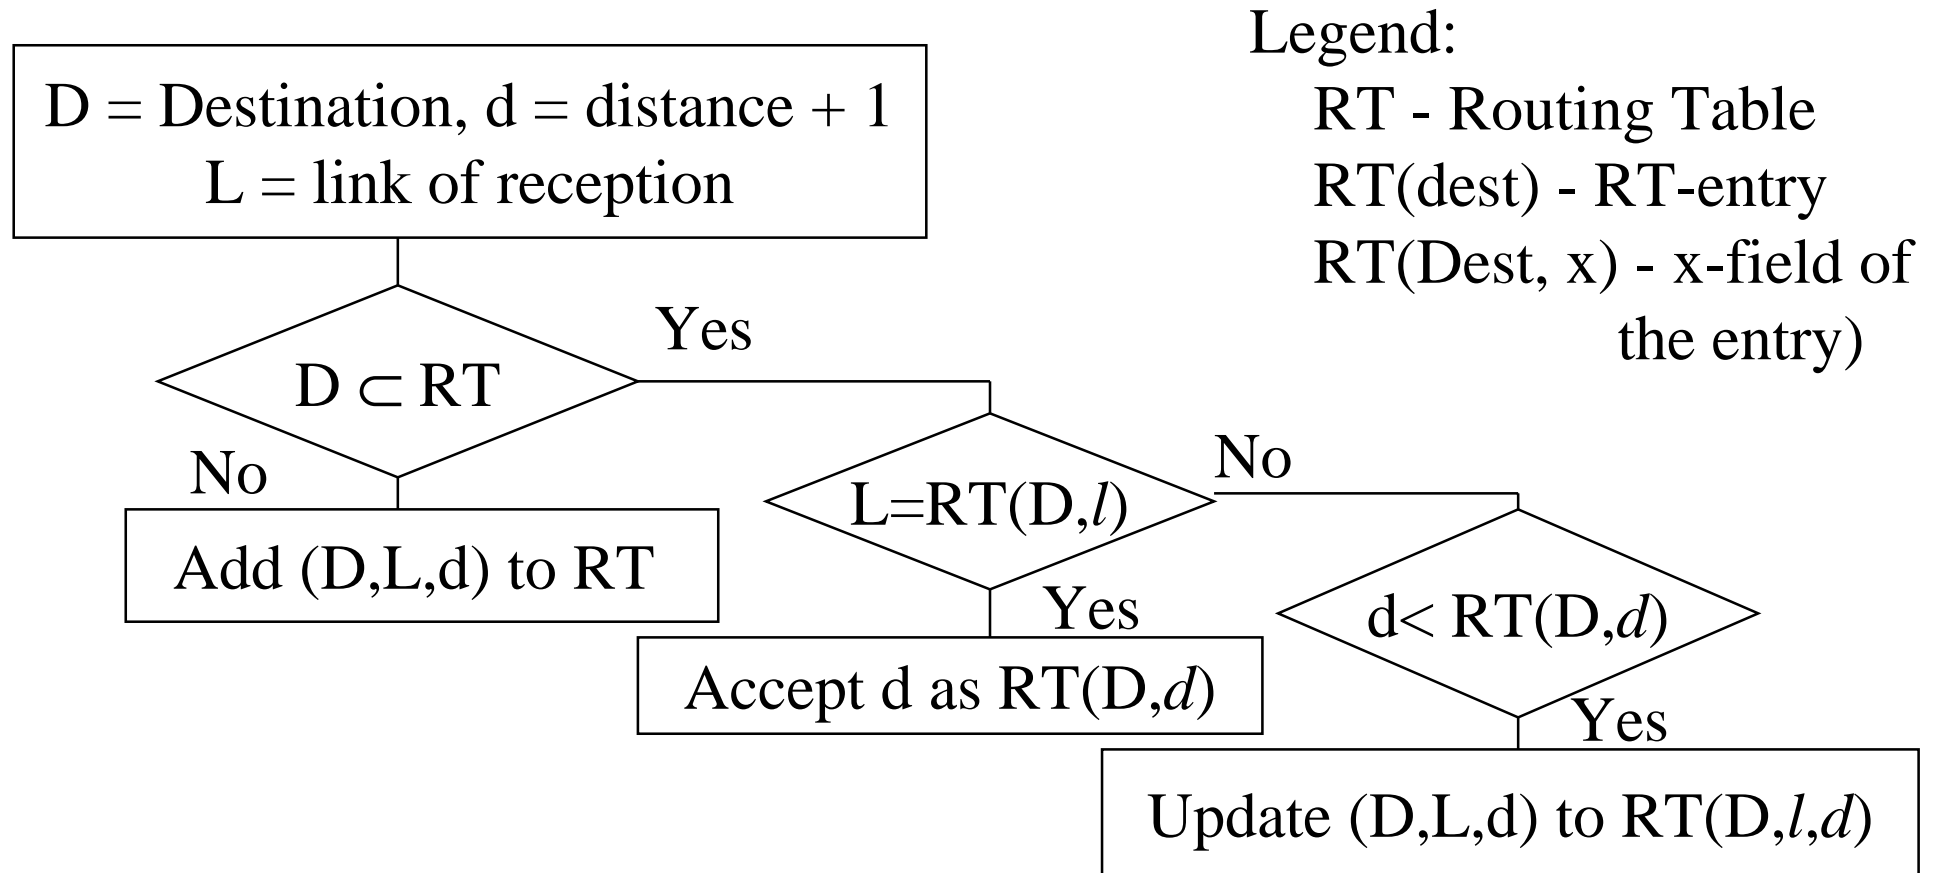 Legend:
RT - Routing Table
RT(dest) - RT-entry
RT(Dest, x) - x-field of
the entry)
D = Destination, d = distance + 1
L = link of reception
D ⊂ RT
Yes
No
Add (D,L,d) to RT
L=RT(D,l)
No
Yes
Accept d as RT(D,d)
d< RT(D,d)
Yes
Update (D,L,d) to RT(D,l,d)